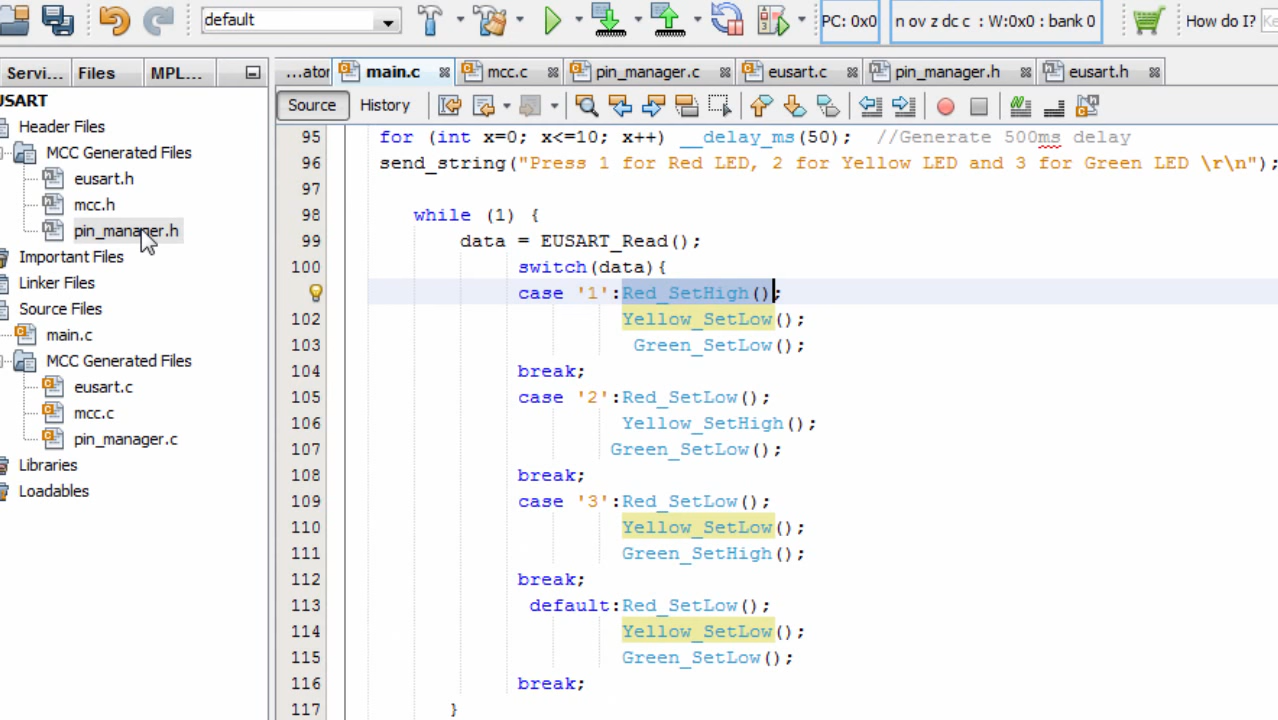 default
PC: 0x0
n ov z dc c : W:0x0 : bank 0
How do I?
Servi...
Files
MPL...
...ator
main.c
mcc.c
pin_manager.c
eusart.c
pin_manager.h
eusart.h
USART
Header Files
MCC Generated Files
eusart.h
mcc.h
pin_manager.h
Important Files
Linker Files
Source Files
main.c
MCC Generated Files
eusart.c
mcc.c
pin_manager.c
Libraries
Loadables
Source
History
95 for (int x=0; x<=10; x++) __delay_ms(50); //Generate 500ms delay
96 send_string("Press 1 for Red LED, 2 for Yellow LED and 3 for Green LED \r\n");
97
98 while (1) {
99 data = EUSART_Read();
100 switch(data){
case '1':Red_SetHigh();
102 Yellow_SetLow();
103 Green_SetLow();
104 break;
105 case '2':Red_SetLow();
106 Yellow_SetHigh();
107 Green_SetLow();
108 break;
109 case '3':Red_SetLow();
110 Yellow_SetLow();
111 Green_SetHigh();
112 break;
113 default:Red_SetLow();
114 Yellow_SetLow();
115 Green_SetLow();
116 break;
117 }